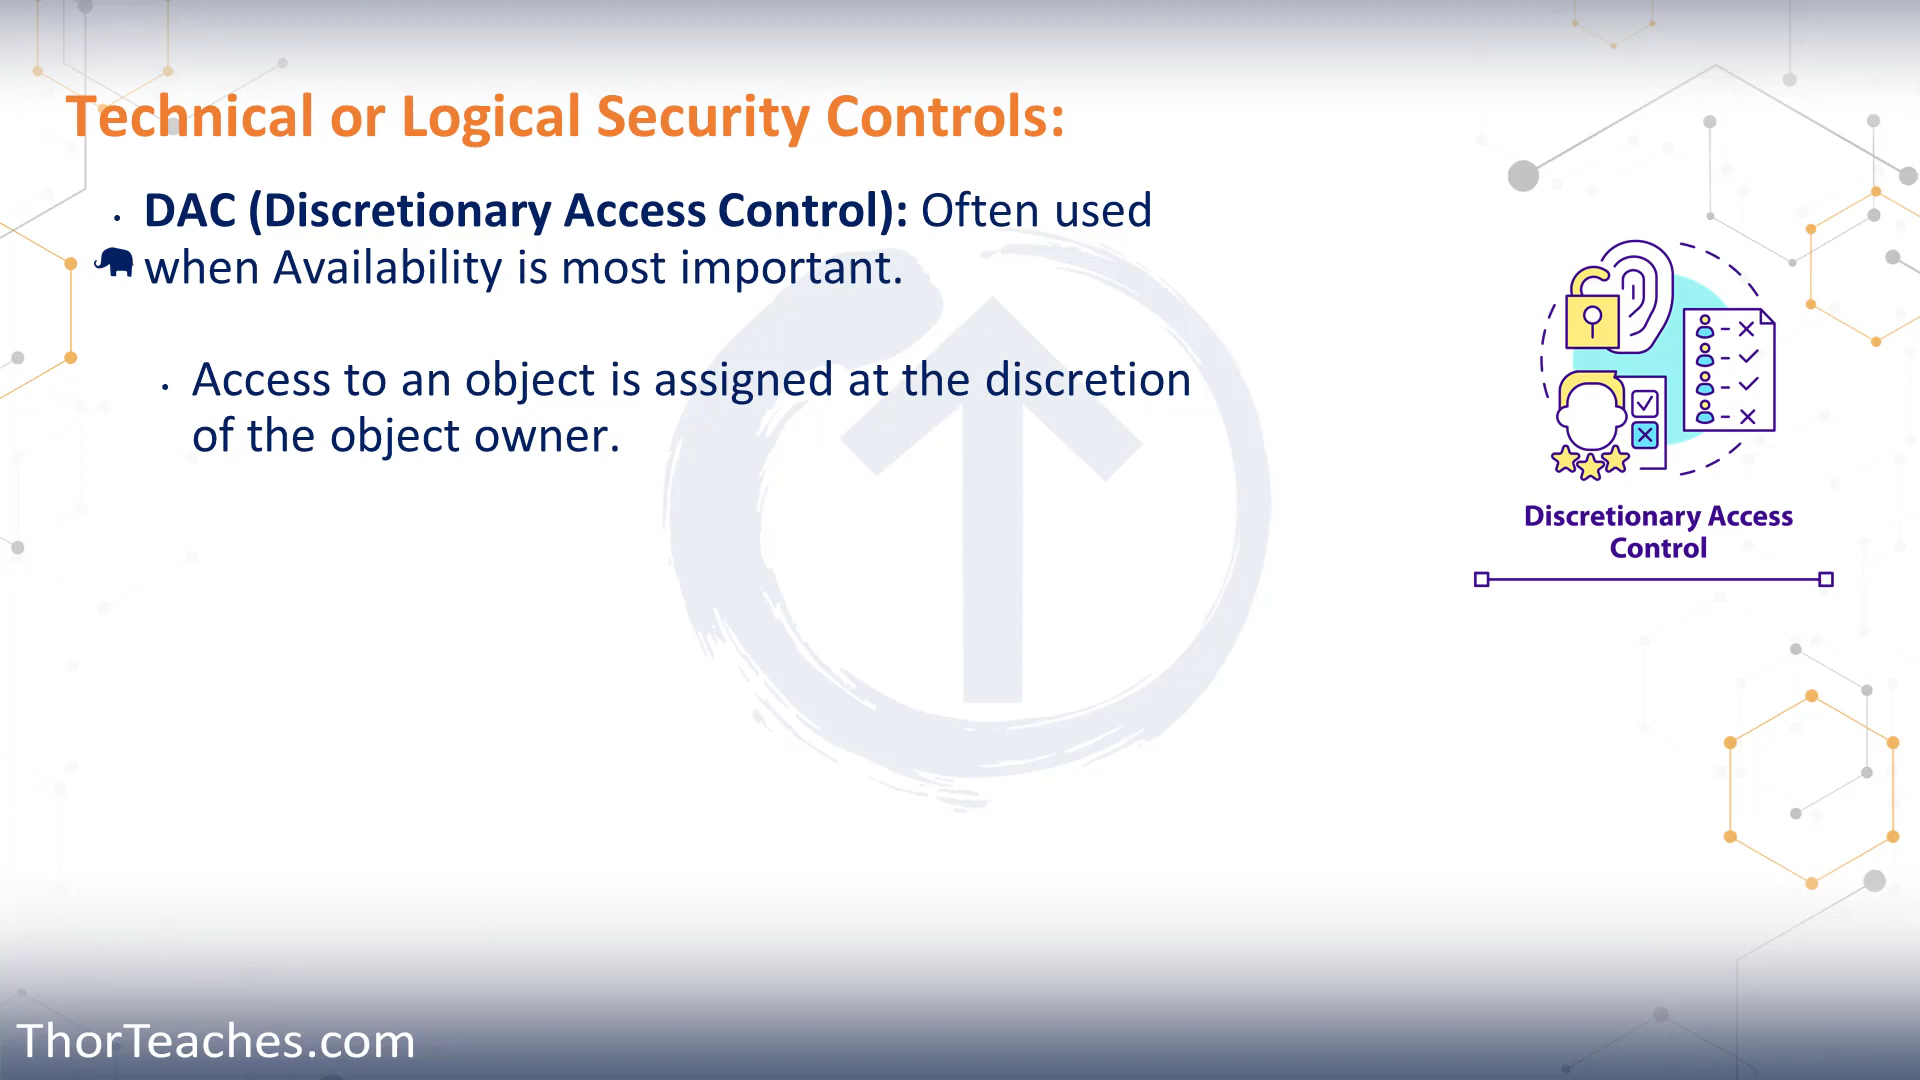 Technical or Logical Security Controls:
• DAC (Discretionary Access Control): Often used
when Availability is most important.
• Access to an object is assigned at the discretion
of the object owner.
Discretionary Access
Control
ThorTeaches.com